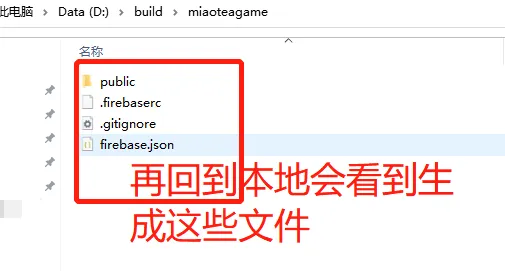 此电脑 > Data (D:) > build > miaoteagame
名称
public
.firebaserc
.gitignore
firebase.json
再回到本地会看到生
成这些文件